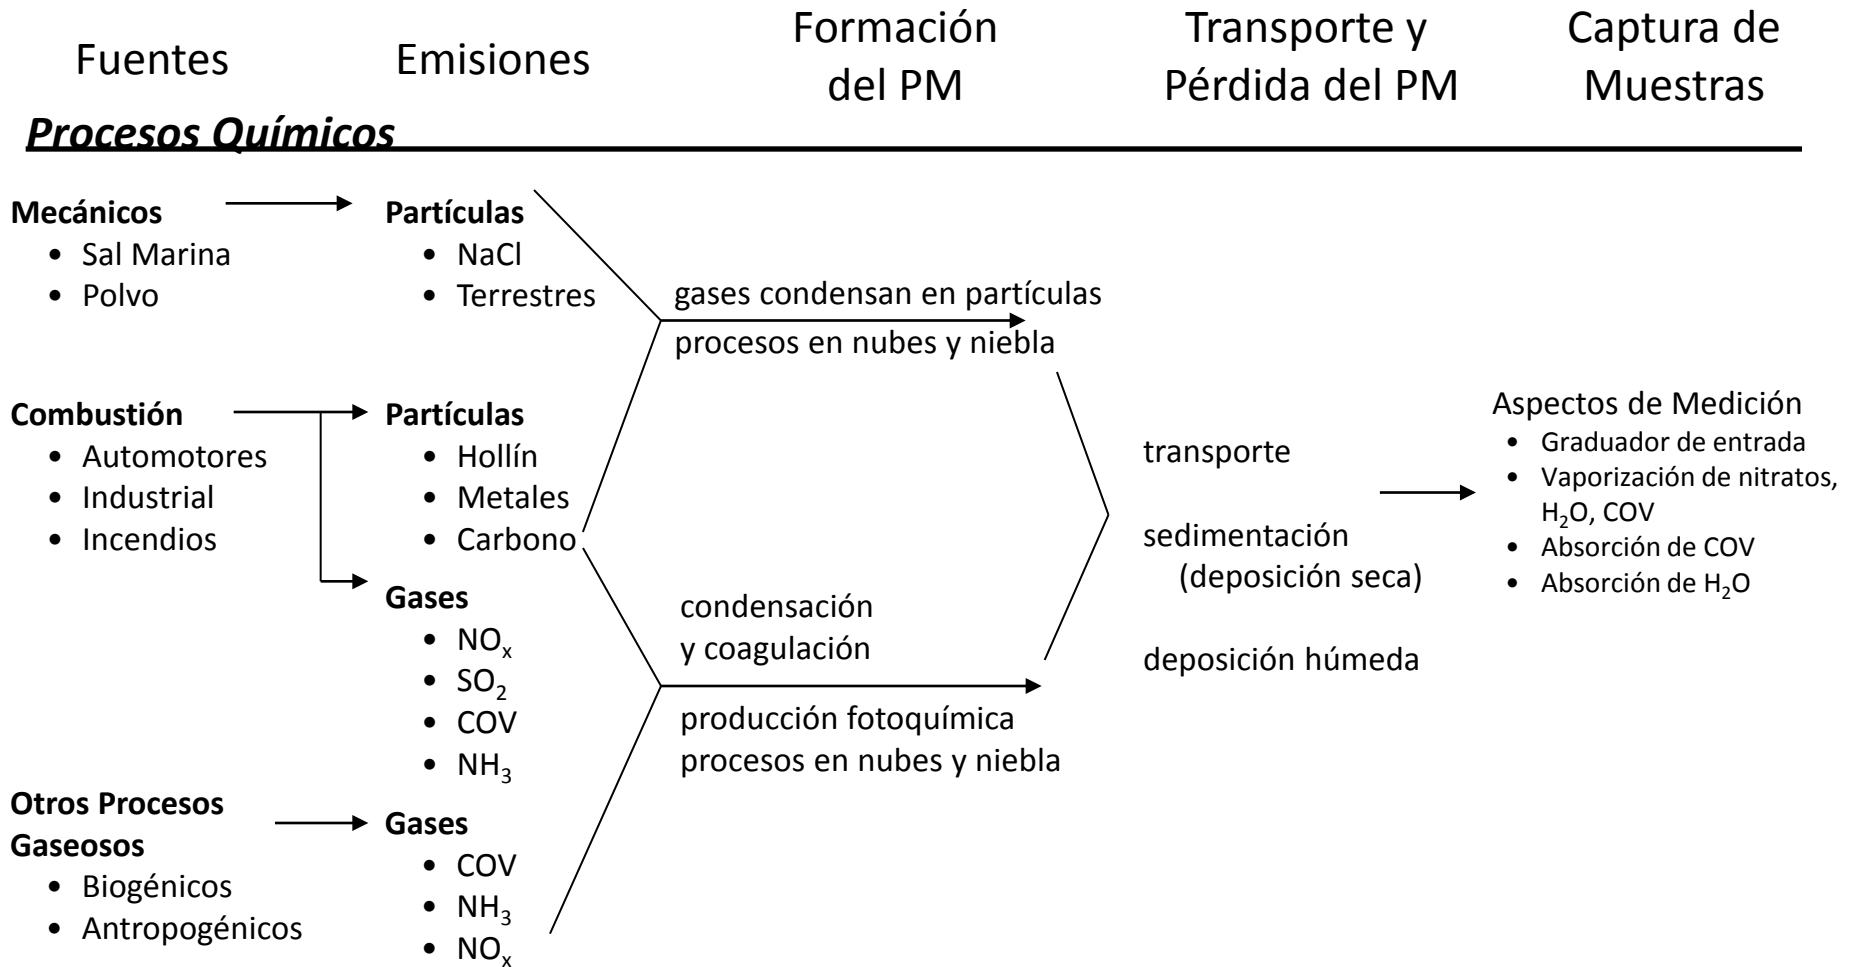 Fuentes
Emisiones
Formación
del PM
Transporte y
Pérdida del PM
Captura de
Muestras
Procesos Químicos
Mecánicos
• Sal Marina
• Polvo
Partículas
• NaCl
• Terrestres
gases condensan en partículas
procesos en nubes y niebla
Combustión
• Automotores
• Industrial
• Incendios
Partículas
• Hollín
• Metales
• Carbono
Gases
• NOₓ
• SO₂
• COV
• NH₃
condensación
y coagulación
producción fotoquímica
procesos en nubes y niebla
Otros Procesos
Gaseosos
• Biogénicos
• Antropogénicos
Gases
• COV
• NH₃
• NOₓ
transporte
sedimentación
(deposición seca)
deposición húmeda
Aspectos de Medición
• Graduador de entrada
• Vaporización de nitratos,
H₂O, COV
• Absorción de COV
• Absorción de H₂O